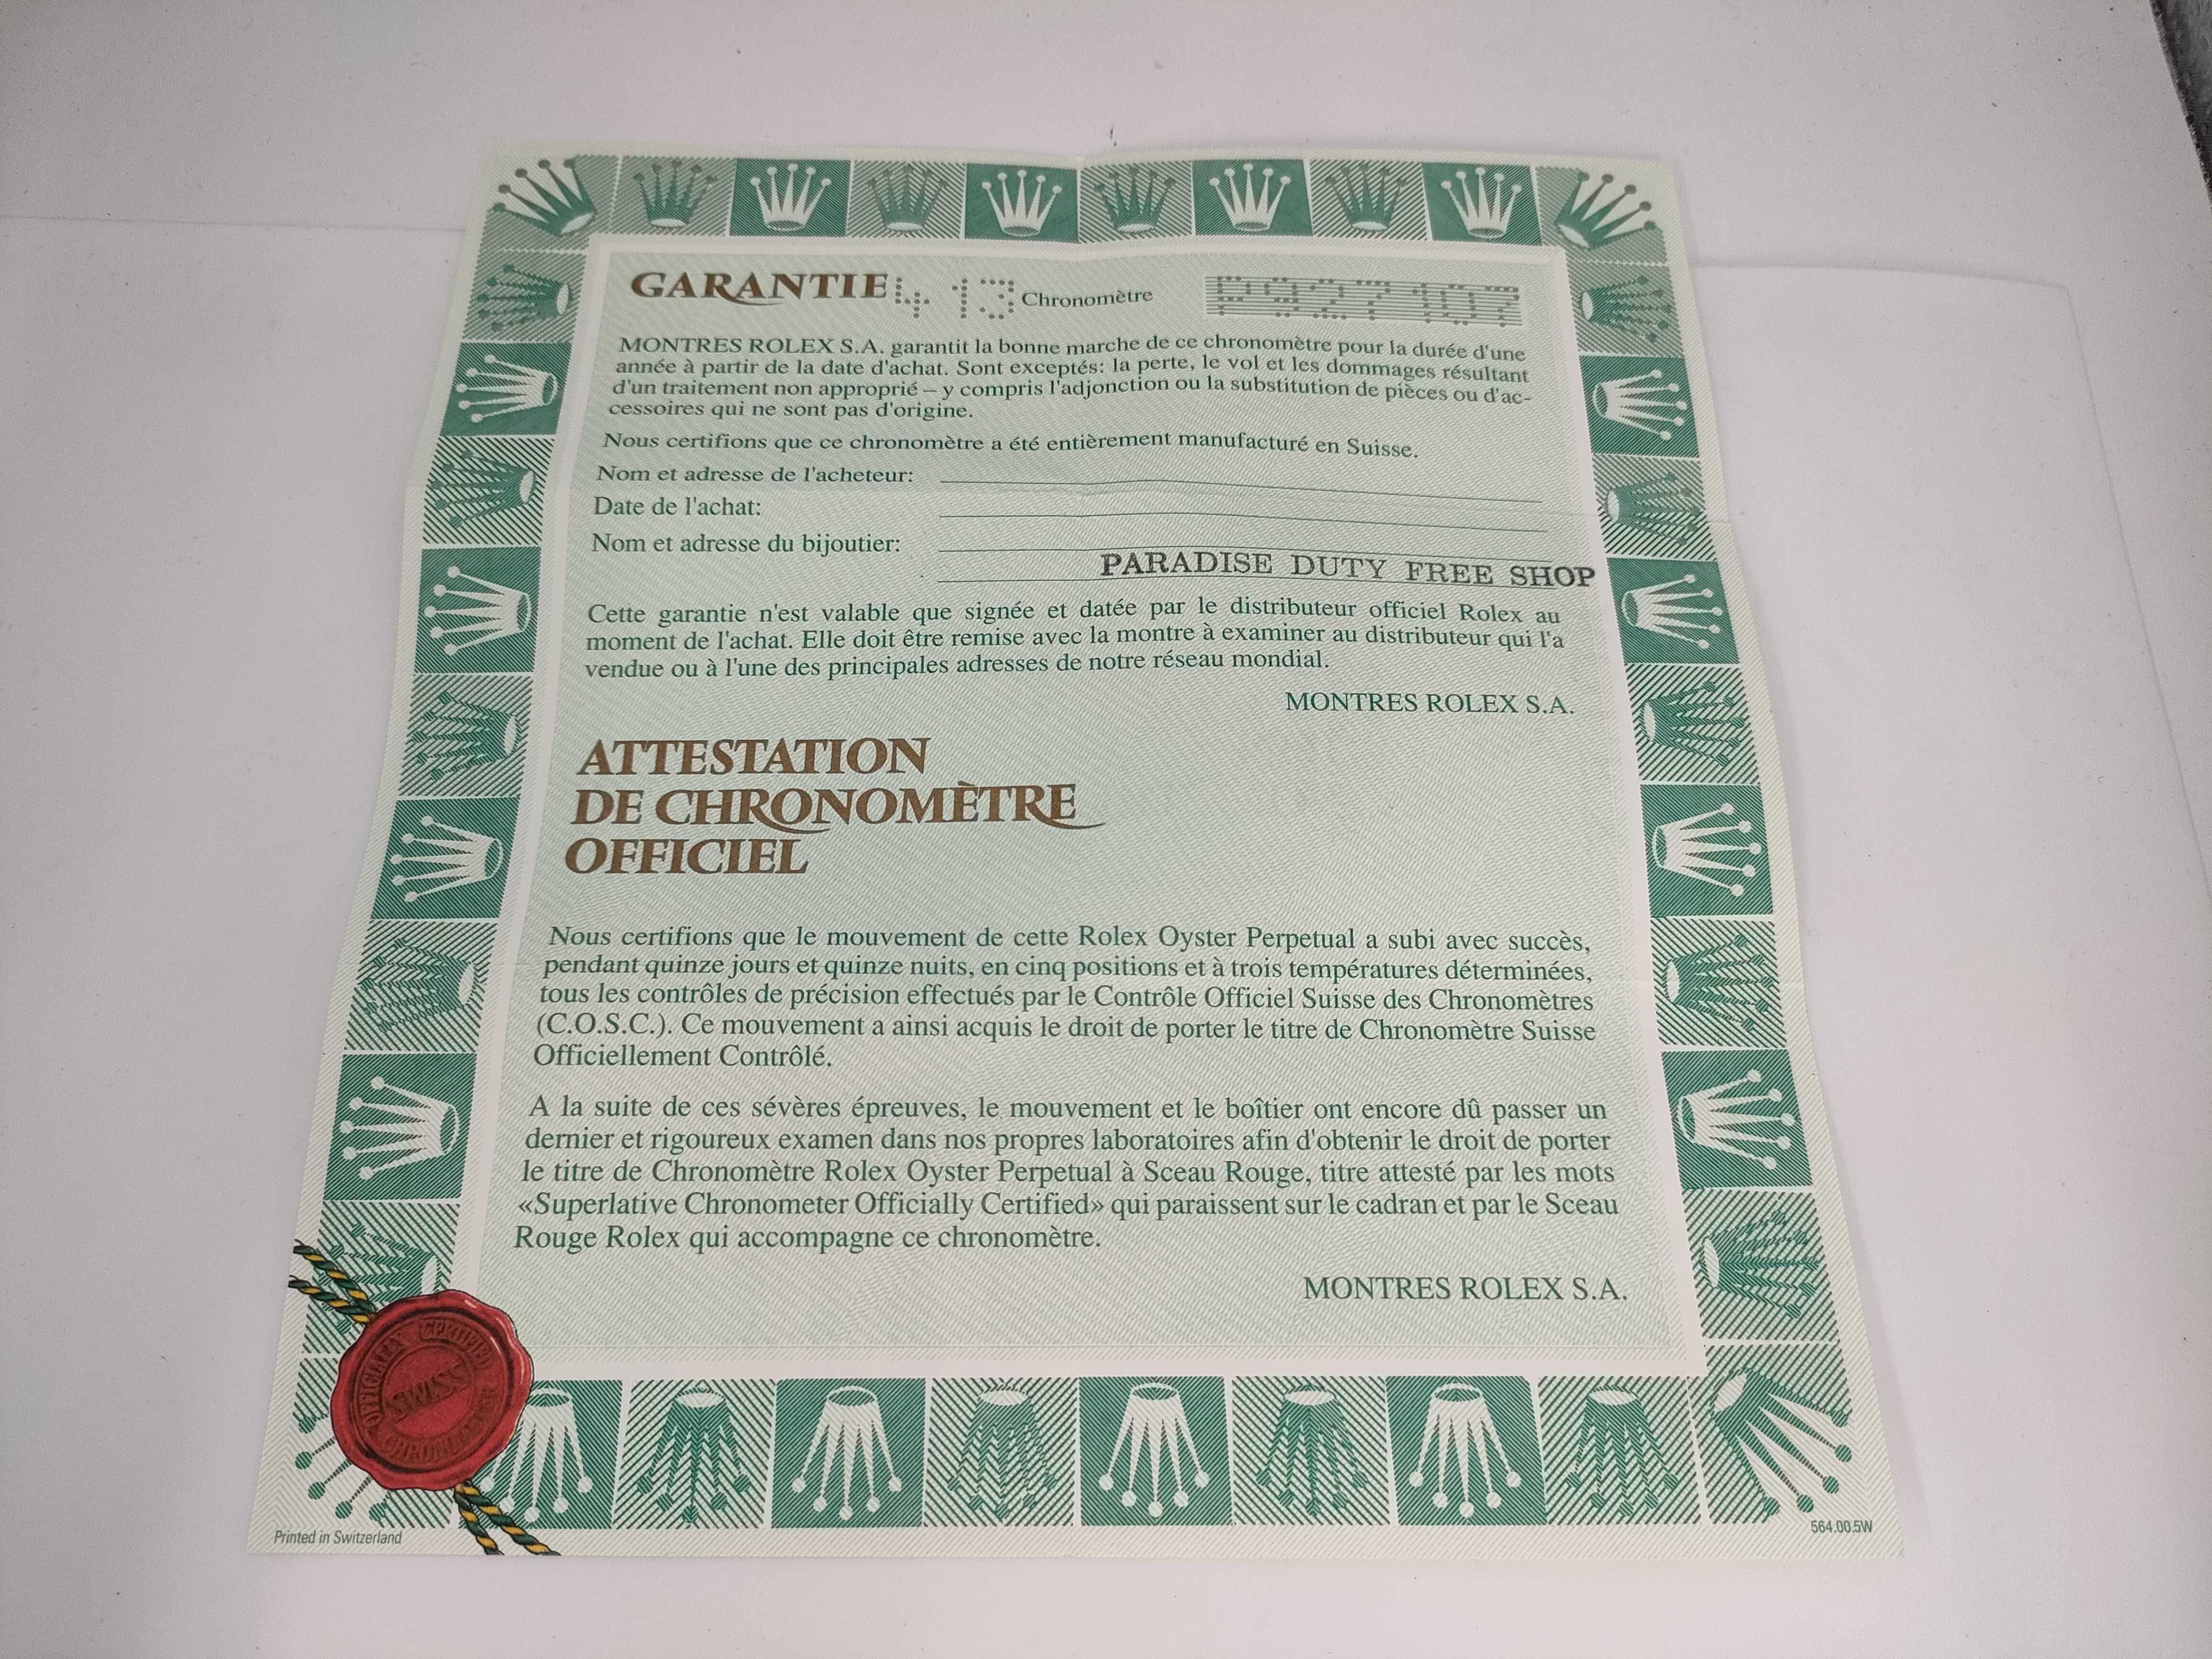 GARANTIE 413 Chronomètre P927107
MONTRES ROLEX S.A. garantit la bonne marche de ce chronomètre pour la durée d'une
année à partir de la date d'achat. Sont exceptés: la perte, le vol et les dommages résultant
d'un traitement non approprié – y compris l'adjonction ou la substitution de pièces ou d'ac-
cessoires qui ne sont pas d'origine.
Nous certifions que ce chronomètre a été entièrement manufacturé en Suisse.
Nom et adresse de l'acheteur:
Date de l'achat:
Nom et adresse du bijoutier:
PARADISE DUTY FREE SHOP
Cette garantie n'est valable que signée et datée par le distributeur officiel Rolex au
moment de l'achat. Elle doit être remise avec la montre à examiner au distributeur qui l'a
vendue ou à l'une des principales adresses de notre réseau mondial.
MONTRES ROLEX S.A.
ATTESTATION
DE CHRONOMÈTRE
OFFICIEL
Nous certifions que le mouvement de cette Rolex Oyster Perpetual a subi avec succès,
pendant quinze jours et quinze nuits, en cinq positions et à trois températures déterminées,
tous les contrôles de précision effectués par le Contrôle Officiel Suisse des Chronomètres
(C.O.S.C.). Ce mouvement a ainsi acquis le droit de porter le titre de Chronomètre Suisse
Officiellement Contrôlé.
A la suite de ces sévères épreuves, le mouvement et le boîtier ont encore dû passer un
dernier et rigoureux examen dans nos propres laboratoires afin d'obtenir le droit de porter
le titre de Chronomètre Rolex Oyster Perpetual à Sceau Rouge, titre attesté par les mots
«Superlative Chronometer Officially Certified» qui paraissent sur le cadran et par le Sceau
Rouge Rolex qui accompagne ce chronomètre.
MONTRES ROLEX S.A.
OFFICIALLY CERTIFIED
SWISS
CHRONOMETER
Printed in Switzerland
564.00.5W